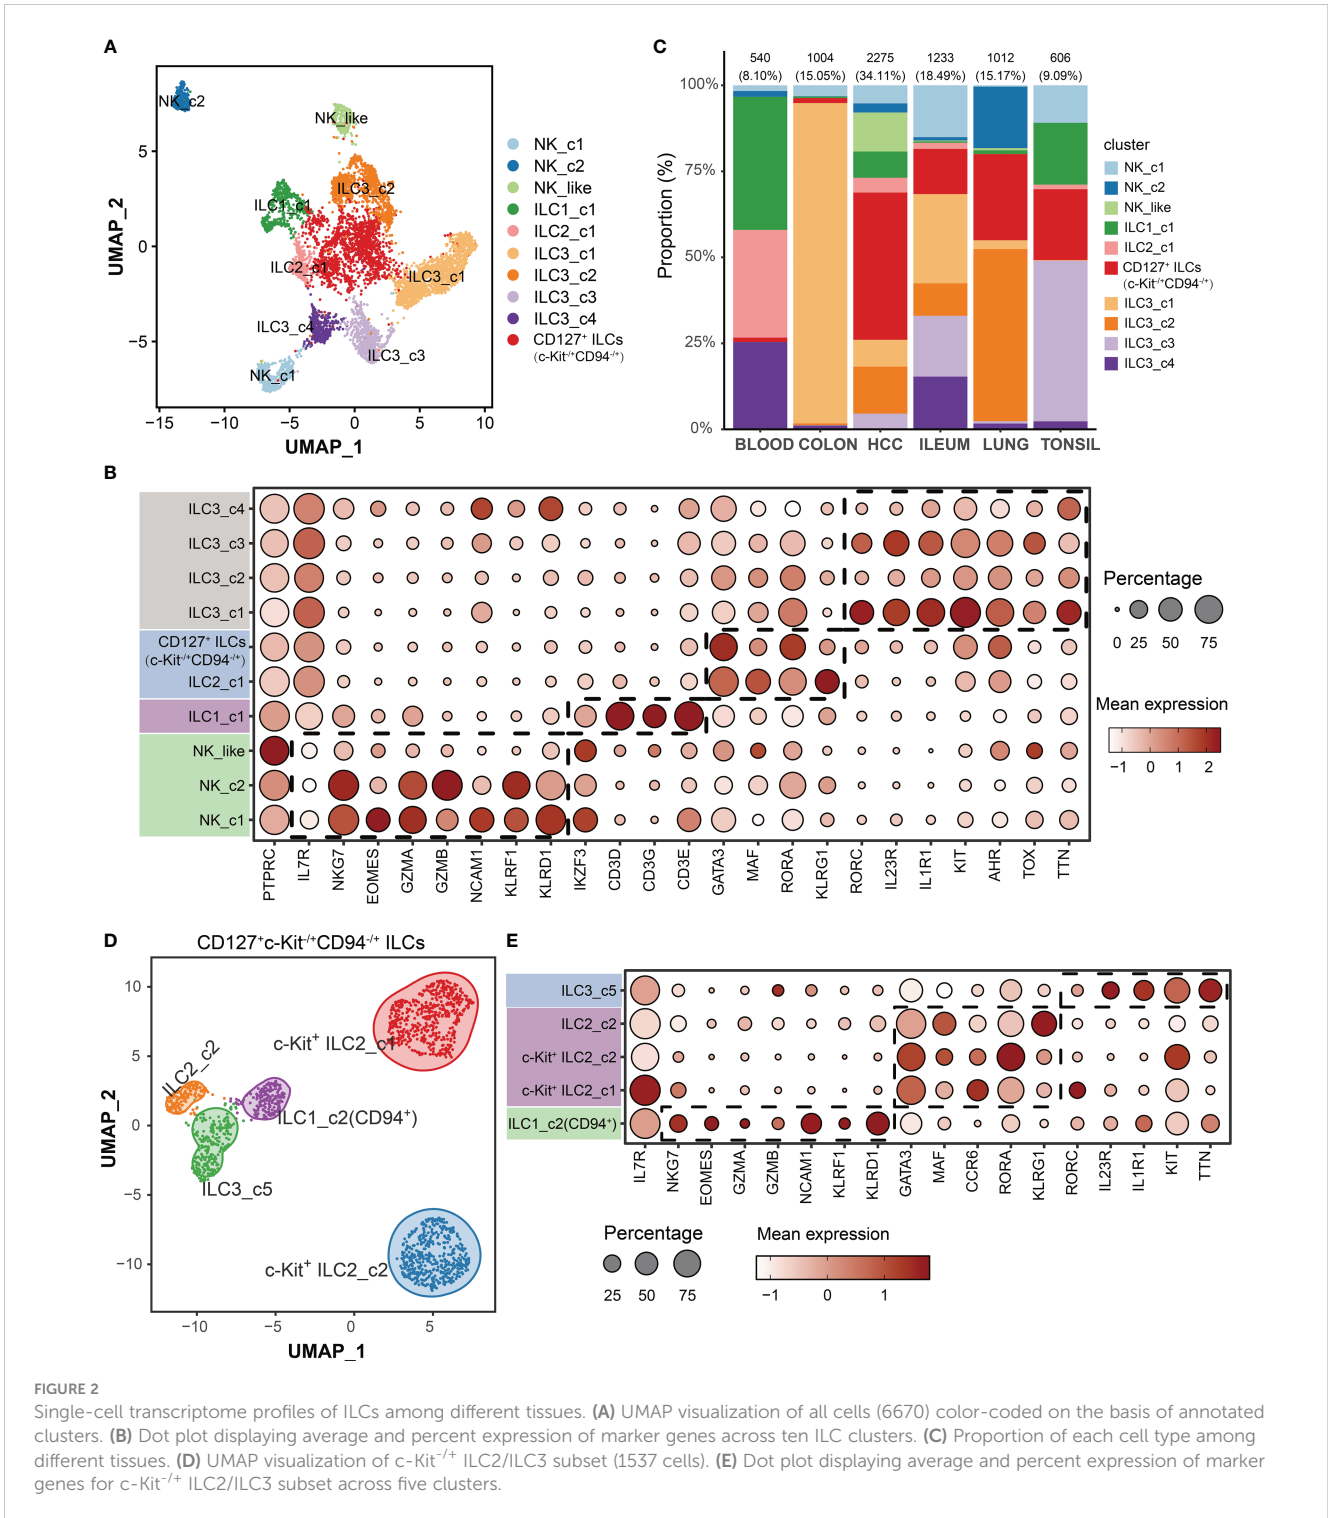 A
NK_c2
NK_like
ILC3_c2
ILC1_c1
ILC2_c1
ILC3_c1
ILC3_c4
ILC3_c3
NK_c1
5
0
−5
−15
−10
−5
0
5
10
UMAP_1
UMAP_2
NK_c1
NK_c2
NK_like
ILC1_c1
ILC2_c1
ILC3_c1
ILC3_c2
ILC3_c3
ILC3_c4
CD127⁺ ILCs
(c-Kit⁻/⁺CD94⁻/⁺)
C
540 1004 2275 1233 1012 606
(8.10%) (15.05%) (34.11%) (18.49%) (15.17%) (9.09%)
100%
75%
50%
25%
0%
Proportion (%)
BLOOD COLON HCC ILEUM LUNG TONSIL
cluster
NK_c1
NK_c2
NK_like
ILC1_c1
ILC2_c1
CD127⁺ ILCs
(c-Kit⁻/⁺CD94⁻/⁺)
ILC3_c1
ILC3_c2
ILC3_c3
ILC3_c4
B
ILC3_c4
ILC3_c3
ILC3_c2
ILC3_c1
CD127⁺ ILCs
(c-Kit⁻/⁺CD94⁻/⁺)
ILC2_c1
ILC1_c1
NK_like
NK_c2
NK_c1
PTPRC IL7R NKG7 EOMES GZMA GZMB NCAM1 KLRF1 KLRD1 IKZF3 CD3D CD3G CD3E GATA3 MAF RORA KLRG1 RORC IL23R IL1R1 KIT AHR TOX TTN
Percentage
0 25 50 75
Mean expression
−1 0 1 2
D
CD127⁺c-Kit⁻/⁺CD94⁻/⁺ ILCs
10
5
0
−5
−10
−10
−5
0
5
UMAP_1
UMAP_2
c-Kit⁺ ILC2_c1
ILC2_c2
ILC1_c2(CD94⁺)
ILC3_c5
c-Kit⁺ ILC2_c2
E
ILC3_c5
ILC2_c2
c-Kit⁺ ILC2_c2
c-Kit⁺ ILC2_c1
ILC1_c2(CD94⁺)
IL7R NKG7 EOMES GZMA GZMB NCAM1 KLRF1 KLRD1 GATA3 MAF CCR6 RORA KLRG1 RORC IL23R IL1R1 KIT TTN
Percentage
25 50 75
Mean expression
−1 0 1
FIGURE 2
Single-cell transcriptome profiles of ILCs among different tissues. (A) UMAP visualization of all cells (6670) color-coded on the basis of annotated
clusters. (B) Dot plot displaying average and percent expression of marker genes across ten ILC clusters. (C) Proportion of each cell type among
different tissues. (D) UMAP visualization of c-Kit⁻/⁺ ILC2/ILC3 subset (1537 cells). (E) Dot plot displaying average and percent expression of marker
genes for c-Kit⁻/⁺ ILC2/ILC3 subset across five clusters.